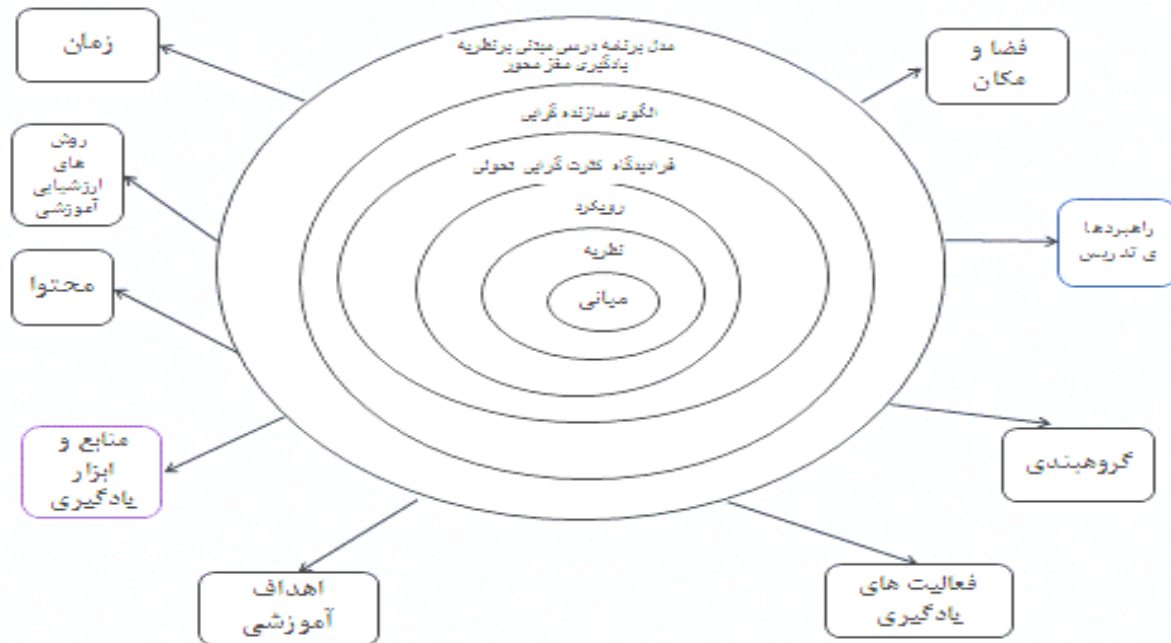 زمان
فضا و
مکان
مدل برنامه درسی مبتنی برنظریه
یادگیری مغز محور
الگوی سازنده گرایی
فرادیدگاه کثرت گرایی تحولی
رویکرد
نظریه
میانی
روش
های
ارزشیابی
آموزشی
راهبردها
ی تدریس
محتوا
منابع و
ابزار
یادگیری
گروهبندی
اهداف
آموزشی
فعالیت های
یادگیری